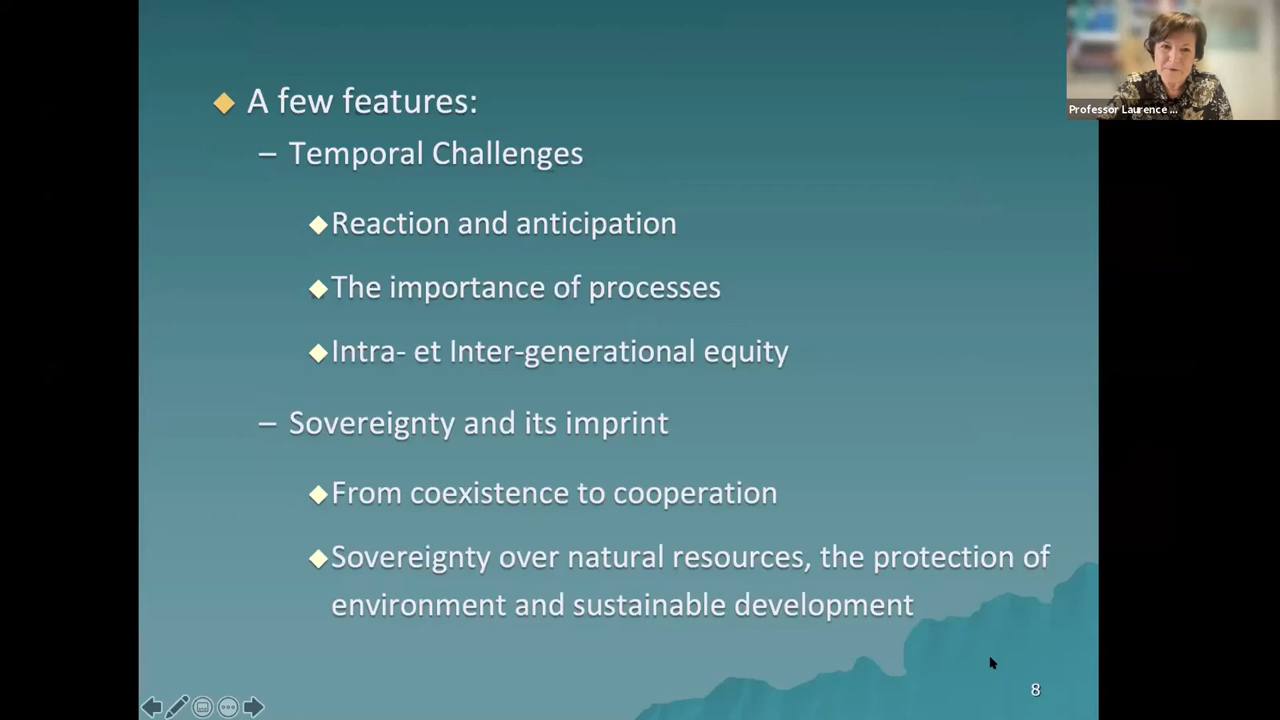 A few features:
– Temporal Challenges
Reaction and anticipation
The importance of processes
Intra- et Inter-generational equity
– Sovereignty and its imprint
From coexistence to cooperation
Sovereignty over natural resources, the protection of
environment and sustainable development
8
Professor Laurence ...